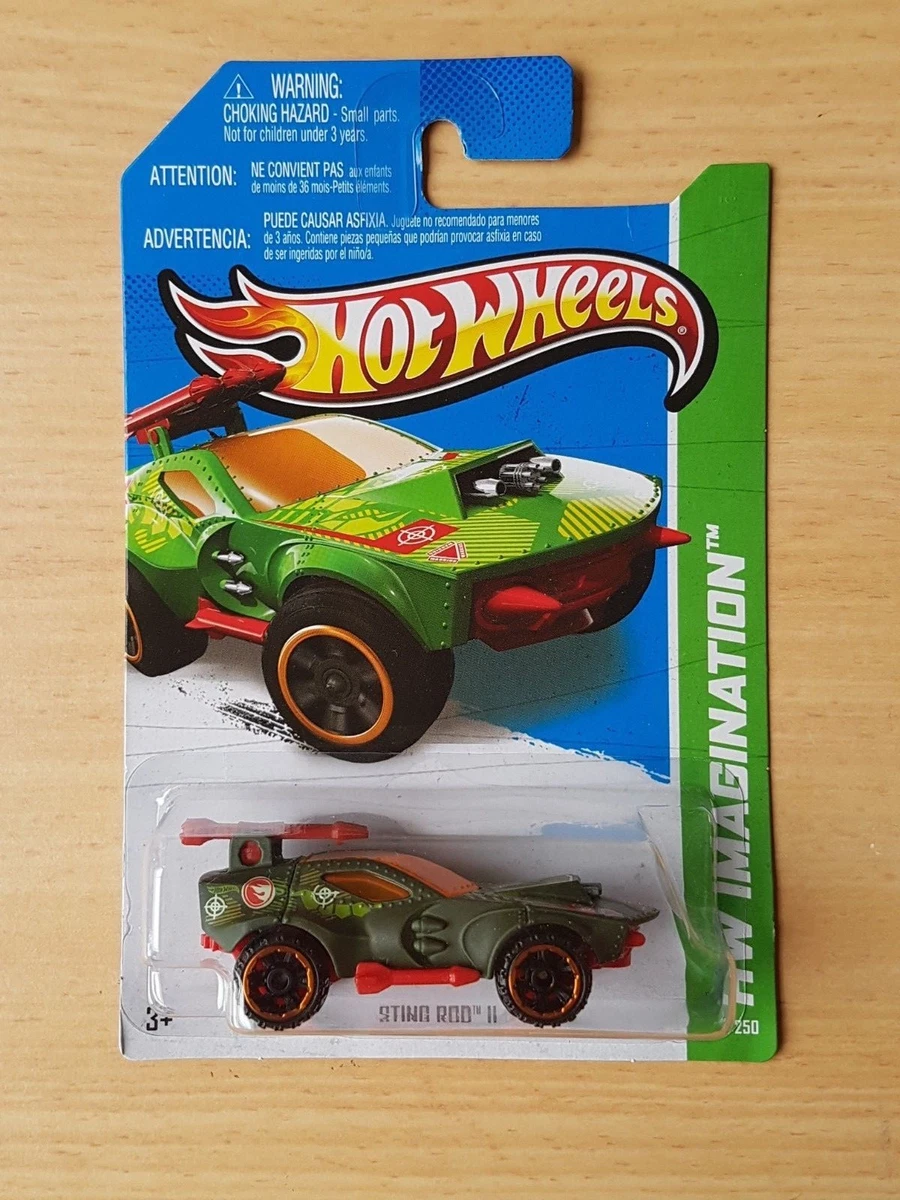 WARNING:
CHOKING HAZARD - Small parts.
Not for children under 3 years.
ATTENTION: NE CONVIENT PAS aux enfants
de moins de 36 mois-Petits éléments.
ADVERTENCIA: PUEDE CAUSAR ASFIXIA. Juguete no recomendado para menores
de 3 años. Contiene piezas pequeñas que podrían provocar asfixia en caso
de ser ingeridas por el niño/a.
HOT WHEELS®
HW IMAGINATION™
STING ROD™ II
3+
250